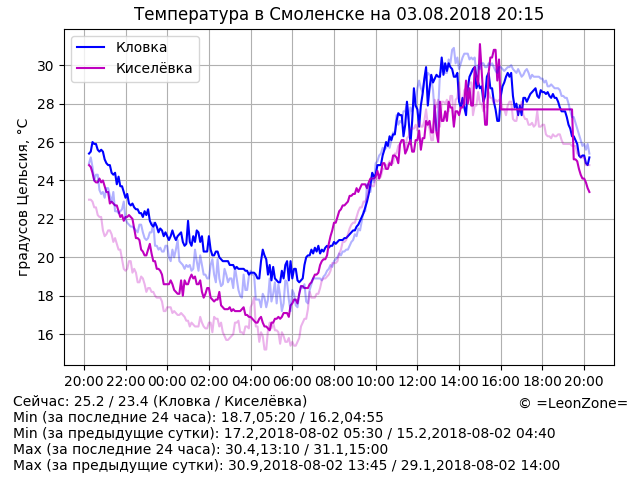 Температура в Смоленске на 03.08.2018 20:15
Кловка
Киселёвка
градусов Цельсия, °C
30
28
26
24
22
20
18
16
20:00 22:00 00:00 02:00 04:00 06:00 08:00 10:00 12:00 14:00 16:00 18:00 20:00
Сейчас: 25.2 / 23.4 (Кловка / Киселёвка)
© =LeonZone=
Min (за последние 24 часа): 18.7,05:20 / 16.2,04:55
Min (за предыдущие сутки): 17.2,2018-08-02 05:30 / 15.2,2018-08-02 04:40
Max (за последние 24 часа): 30.4,13:10 / 31.1,15:00
Max (за предыдущие сутки): 30.9,2018-08-02 13:45 / 29.1,2018-08-02 14:00